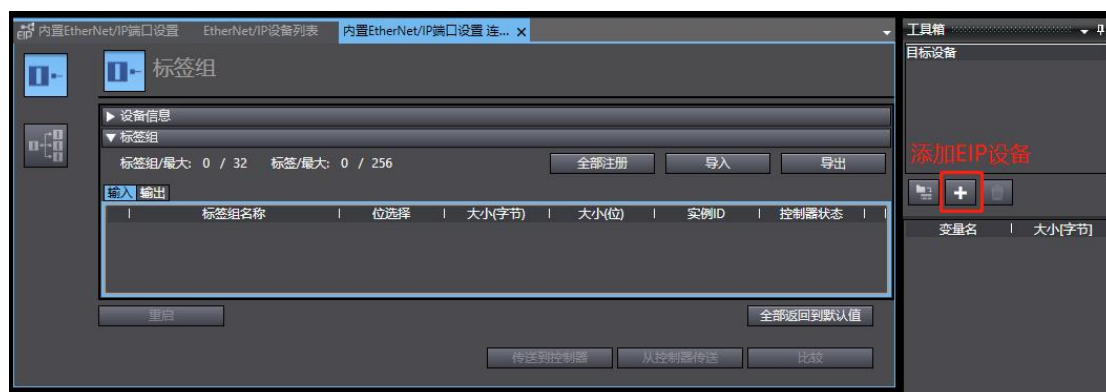 EIP 内置EtherNet/IP端口设置 EtherNet/IP设备列表 内置EtherNet/IP端口设置 连... x
标签组
▶ 设备信息
▼ 标签组
标签组/最大: 0 / 32 标签/最大: 0 / 256 全部注册 导入 导出
输入 输出
标签组名称 位选择 大小(字节) 大小(位) 实例ID 控制器状态
重启 全部返回到默认值
传送到控制器 从控制器传送 比较
工具箱
目标设备
添加EIP设备
+
变量名 大小[字节]